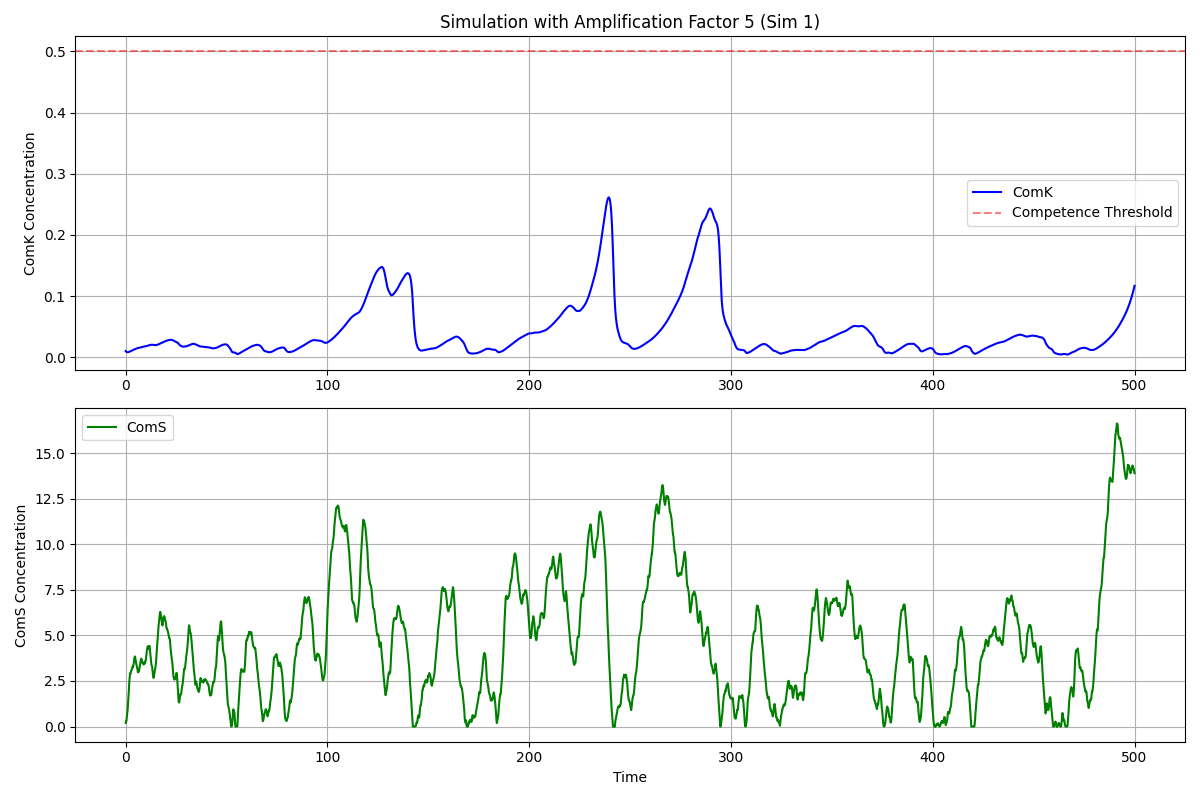 Simulation with Amplification Factor 5 (Sim 1)
ComK Concentration
0.5
0.4
0.3
0.2
0.1
0.0
ComK
Competence Threshold
0 100 200 300 400 500
ComS Concentration
15.0
12.5
10.0
7.5
5.0
2.5
0.0
ComS
0 100 200 300 400 500
Time